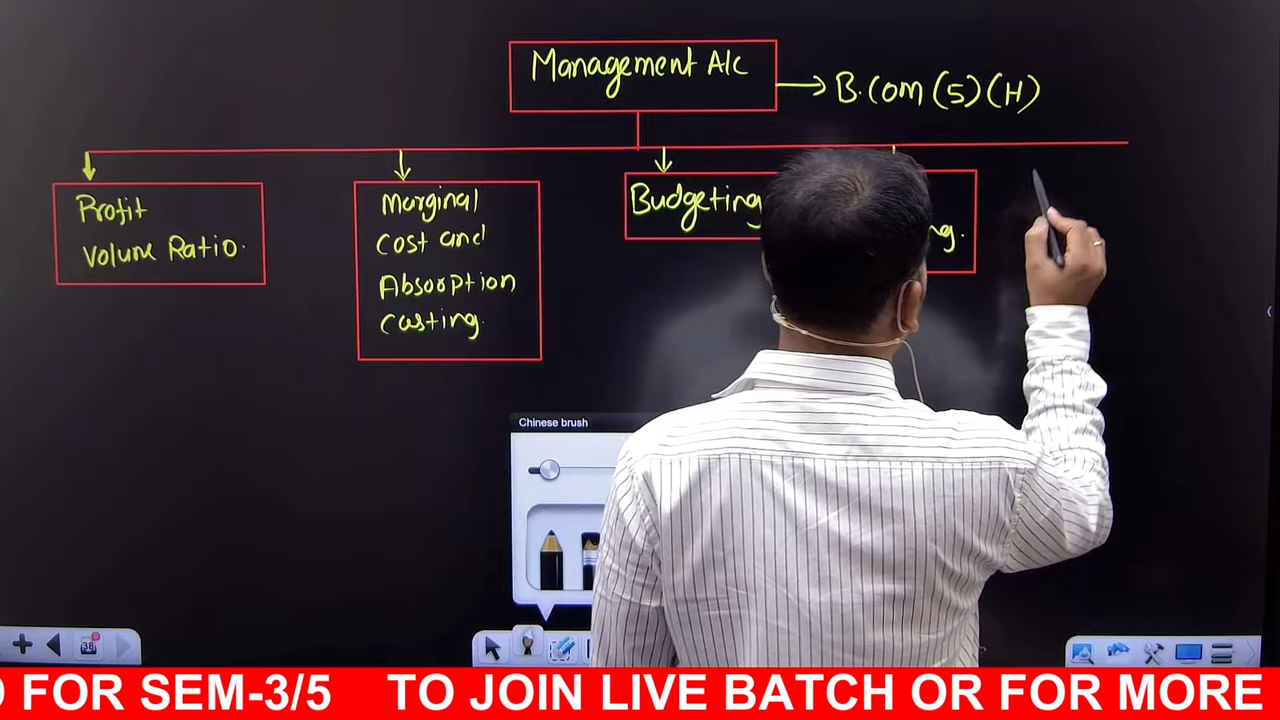 Management A/c
B.Com (5) (H)
Profit
Volume Ratio.
Marginal
Cost and
Absorption
Costing.
Budgeting
Chinese brush
38
FOR SEM-3/5 TO JOIN LIVE BATCH OR FOR MORE